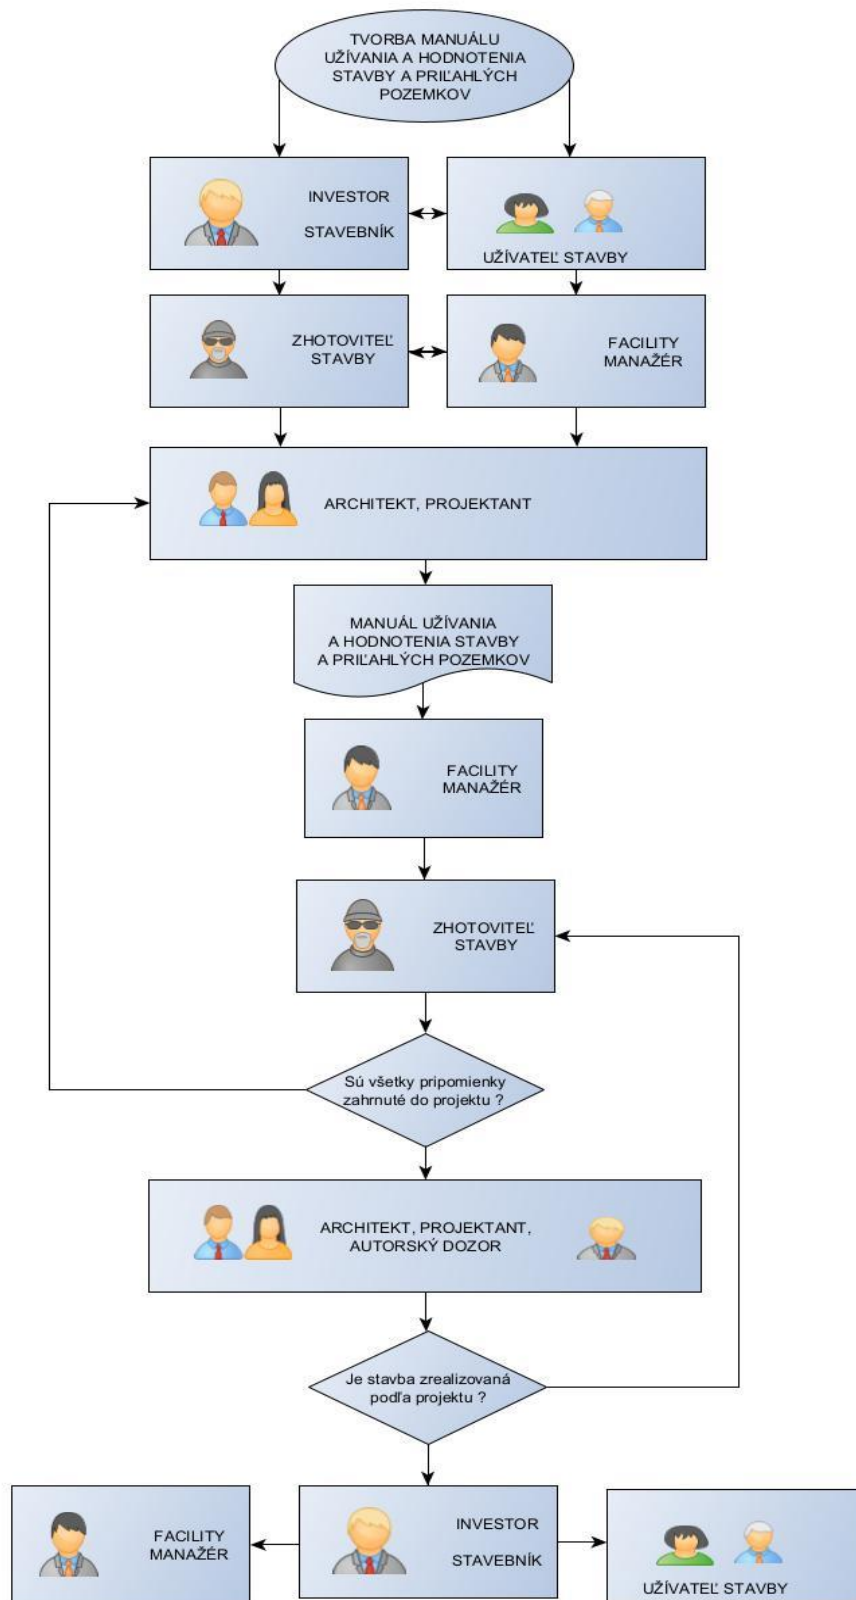 TVORBA MANUÁLU
UŽÍVANIA A HODNOTENIA
STAVBY A PRIĽAHLÝCH
POZEMKOV
INVESTOR
STAVEBNÍK
UŽÍVATEĽ STAVBY
ZHOTOVITEĽ
STAVBY
FACILITY
MANAŽÉR
ARCHITEKT, PROJEKTANT
MANUÁL UŽÍVANIA
A HODNOTENIA STAVBY
A PRIĽAHLÝCH POZEMKOV
FACILITY
MANAŽÉR
ZHOTOVITEĽ
STAVBY
Sú všetky pripomienky
zahrnuté do projektu ?
ARCHITEKT, PROJEKTANT,
AUTORSKÝ DOZOR
Je stavba zrealizovaná
podľa projektu ?
FACILITY
MANAŽÉR
INVESTOR
STAVEBNÍK
UŽÍVATEĽ STAVBY